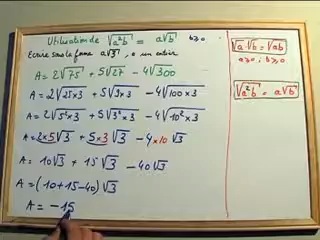 Utilisation de √a²b = a√b b≥0
Ecrire sous la forme a√3, a un entier
A = 2√75 + 5√27 - 4√300
A = 2√25×3 + 5√9×3 - 4√100×3
A = 2√5²×3 + 5√3²×3 - 4√10²×3
A = 2×5√3 + 5×3√3 - 4×10√3
A = 10√3 + 15√3 - 40√3
A = (10+15-40)√3
A = -15
√a·√b = √ab
a≥0 ; b≥0
√a²b = a√b